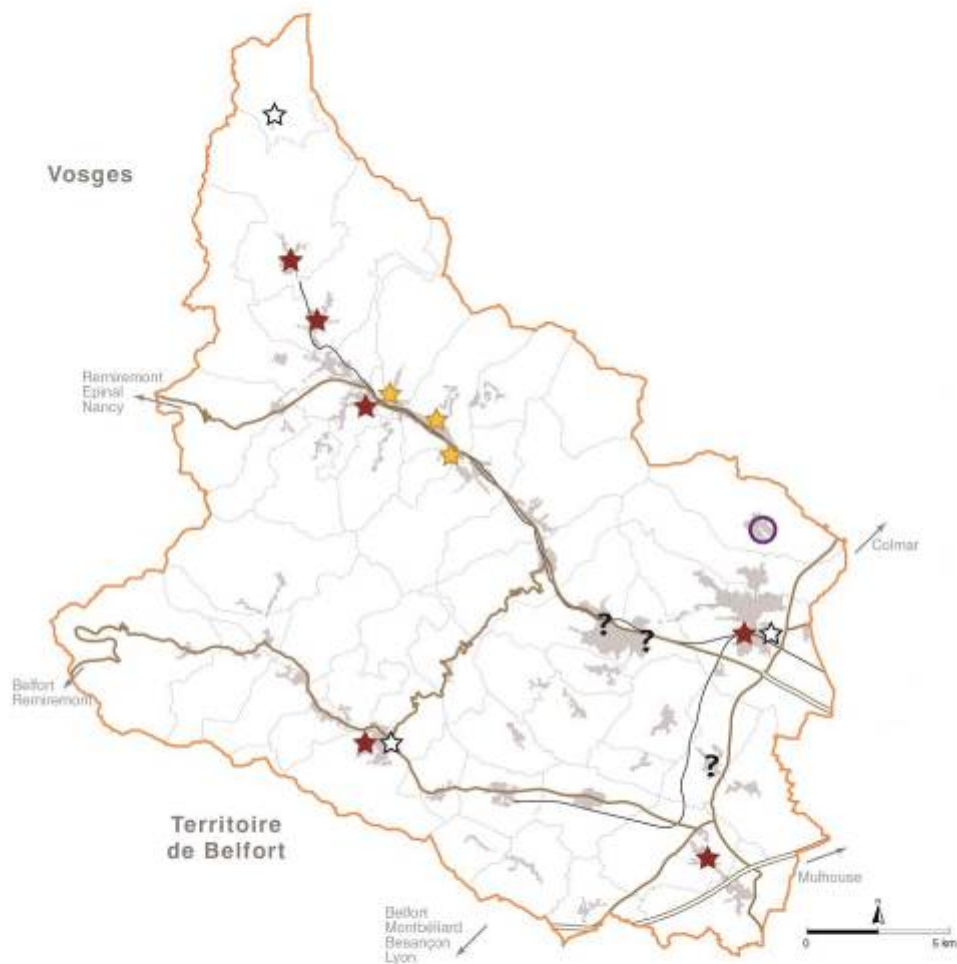 Vosges
Remiremont
Epinal
Nancy
Colmar
?
?
Belfort
Remiremont
?
Territoire
de Belfort
Mulhouse
Belfort
Montbéliard
Besançon
Lyon
N
0
5 km